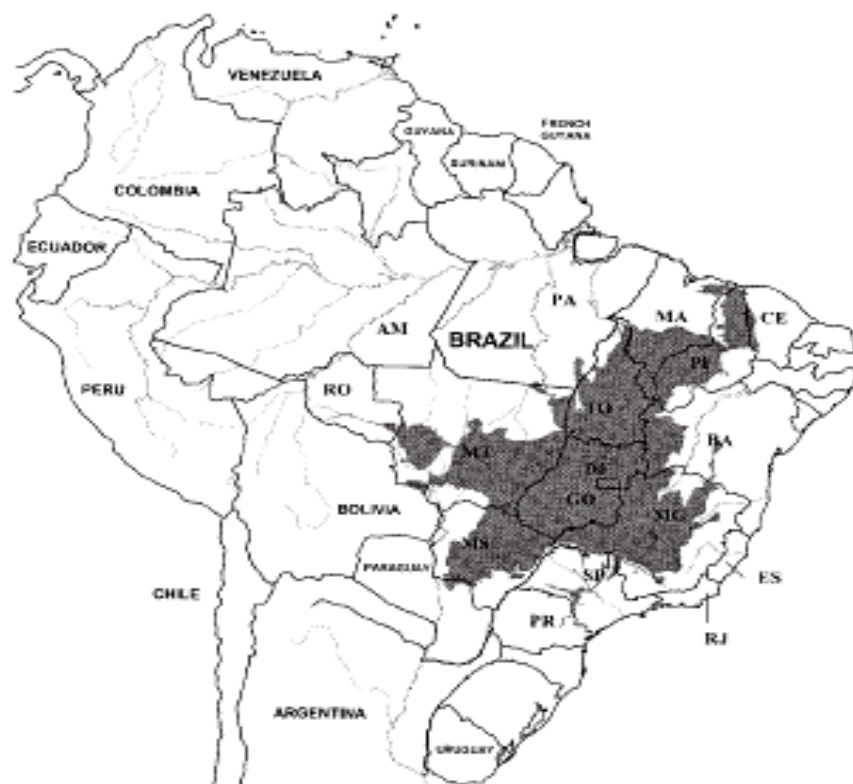 VENEZUELA
FRENCH
GUYANA
GUYANA
SURINAM
COLOMBIA
ECUADOR
PA
MA
CE
AM
BRAZIL
PI
PERU
RO
TO
BA
MT
DF
GO
BOLIVIA
MG
MS
PARAGUAY
SP
ES
CHILE
PR
RJ
ARGENTINA
URUGUAY